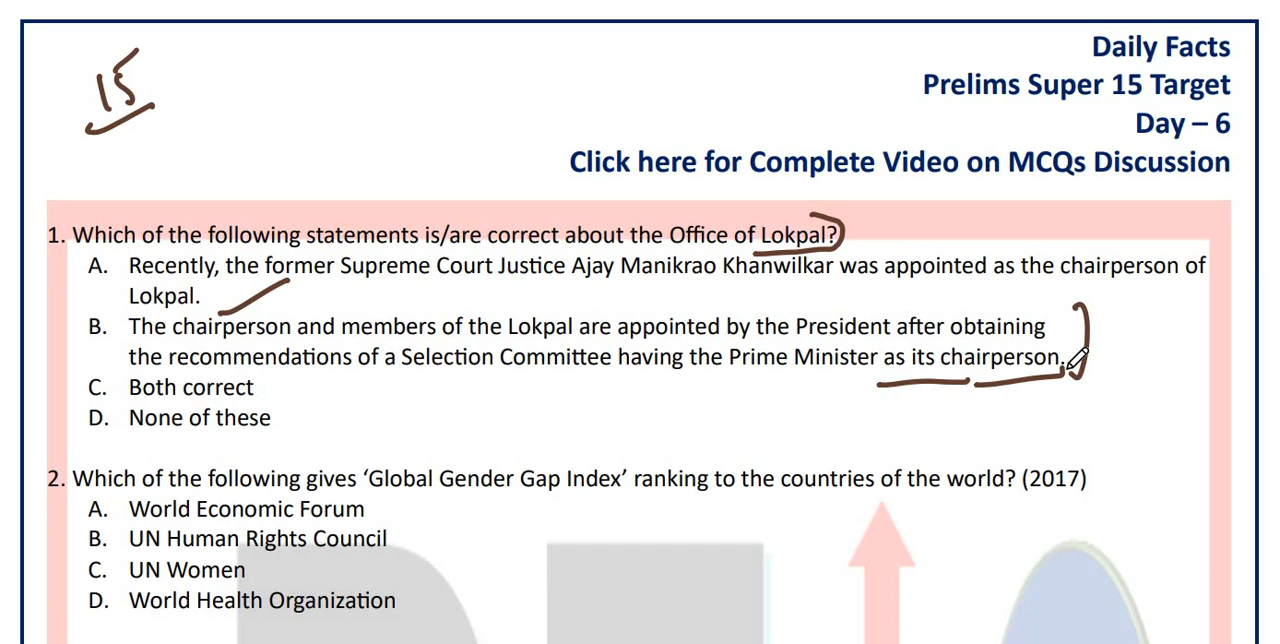 15
Daily Facts
Prelims Super 15 Target
Day – 6
Click here for Complete Video on MCQs Discussion
1. Which of the following statements is/are correct about the Office of Lokpal?
A. Recently, the former Supreme Court Justice Ajay Manikrao Khanwilkar was appointed as the chairperson of
Lokpal.
B. The chairperson and members of the Lokpal are appointed by the President after obtaining
the recommendations of a Selection Committee having the Prime Minister as its chairperson.
C. Both correct
D. None of these
2. Which of the following gives ‘Global Gender Gap Index’ ranking to the countries of the world? (2017)
A. World Economic Forum
B. UN Human Rights Council
C. UN Women
D. World Health Organization